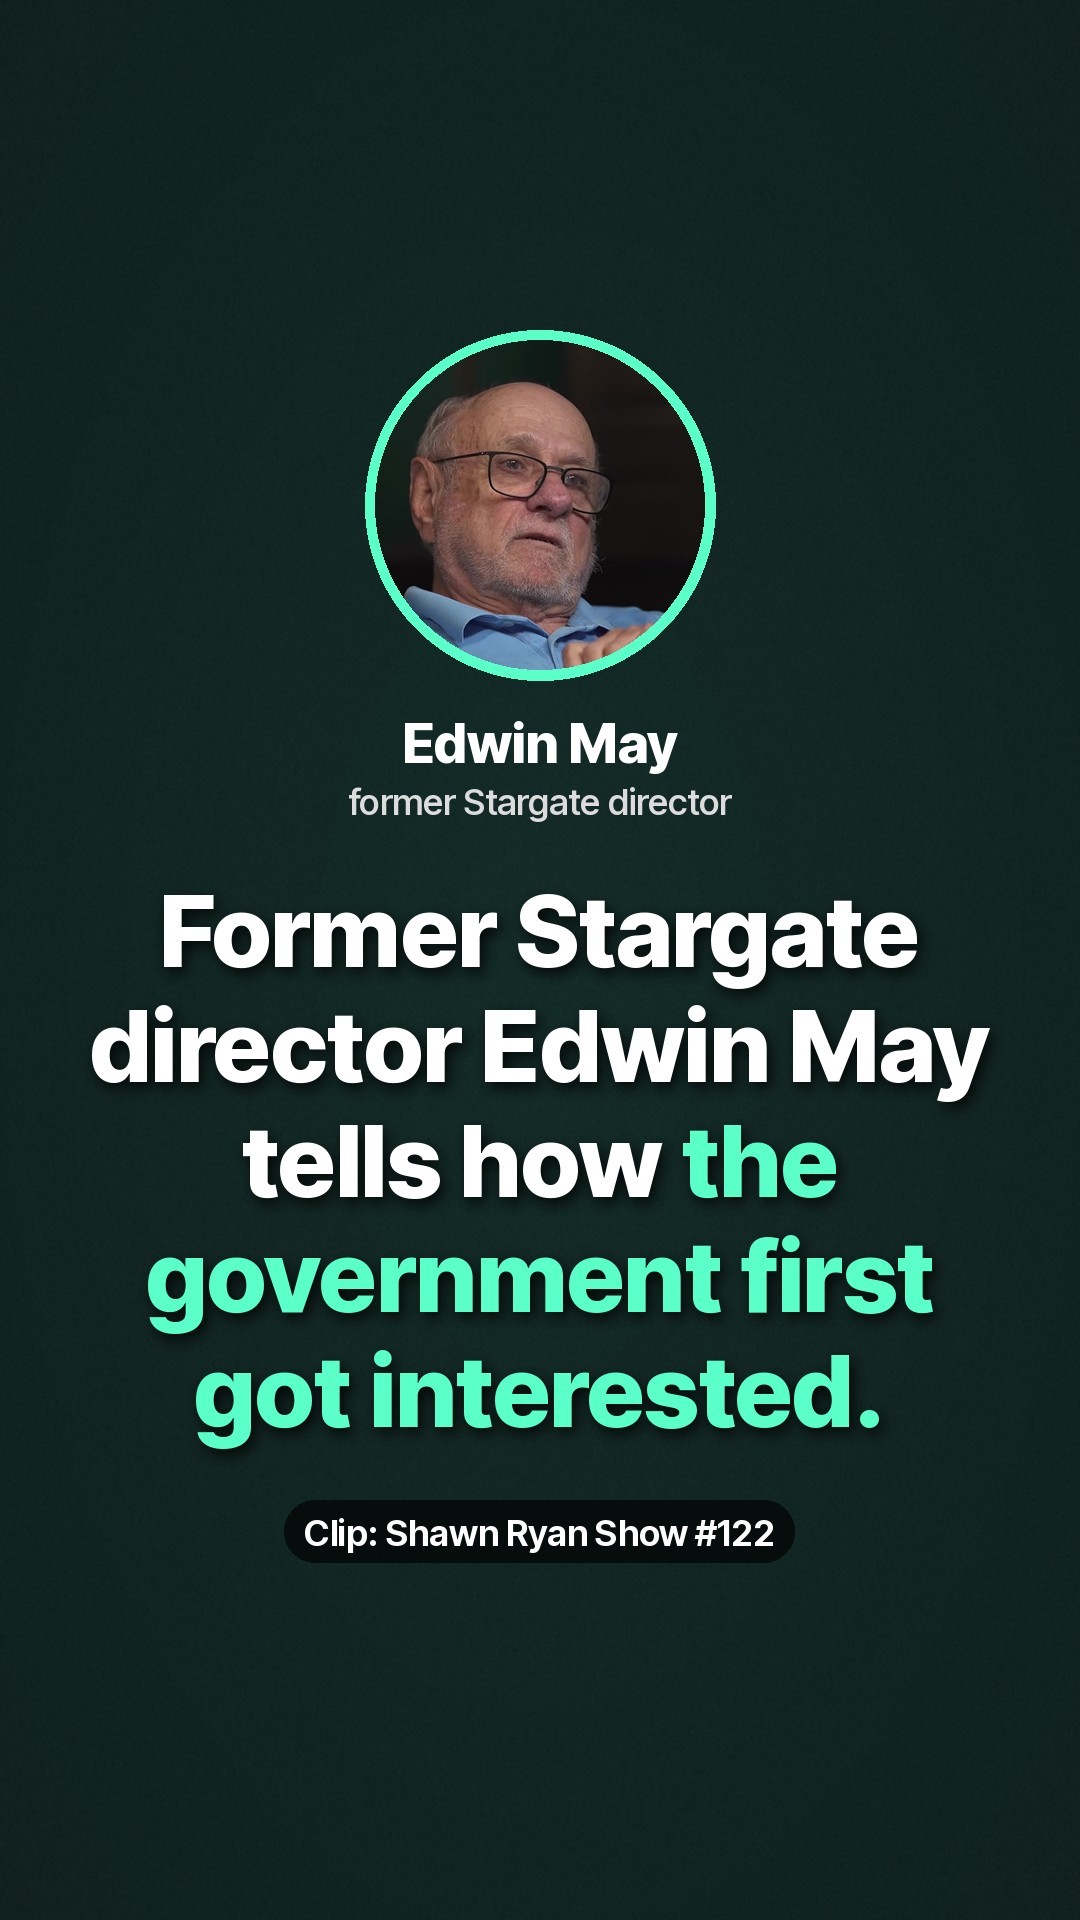 Edwin May
former Stargate director
Former Stargate
director Edwin May
tells how the
government first
got interested.
Clip: Shawn Ryan Show #122